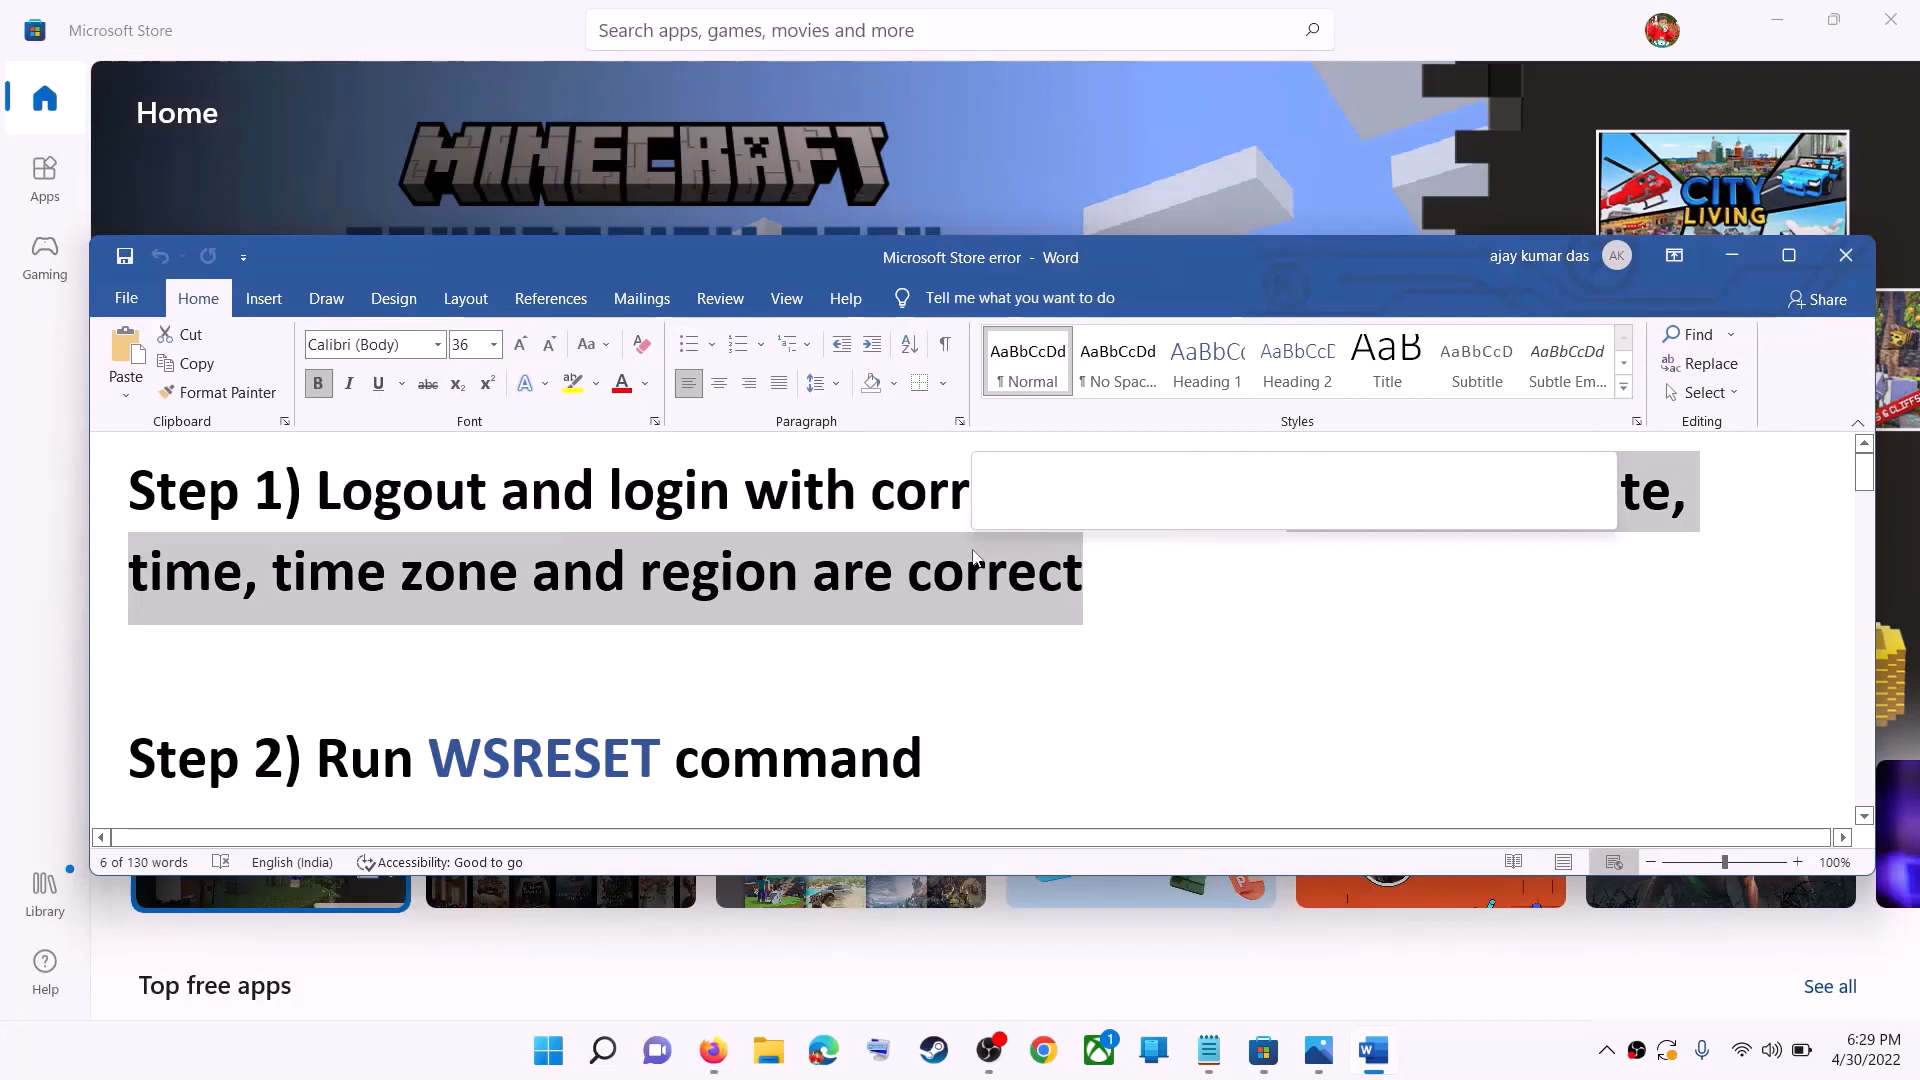 Microsoft Store
Search apps, games, movies and more
Home
MINECRAFT
CITY
LIVING
Apps
Gaming
Microsoft Store error - Word
ajay kumar das
AK
File
Home
Insert
Draw
Design
Layout
References
Mailings
Review
View
Help
Tell me what you want to do
Share
Paste
Cut
Copy
Format Painter
Clipboard
Calibri (Body)
36
Aa
B
I
U
abc
x₂
x²
A
A
Font
Paragraph
AaBbCcDd
¶ Normal
AaBbCcDd
¶ No Spac...
AaBbCc
Heading 1
AaBbCcD
Heading 2
AaB
Title
AaBbCcD
Subtitle
AaBbCcDd
Subtle Em...
Styles
Find
Replace
Select
Editing
Step 1) Logout and login with corr te,
time, time zone and region are correct
Step 2) Run WSRESET command
6 of 130 words
English (India)
Accessibility: Good to go
100%
Library
Help
Top free apps
See all
1
6:29 PM
4/30/2022